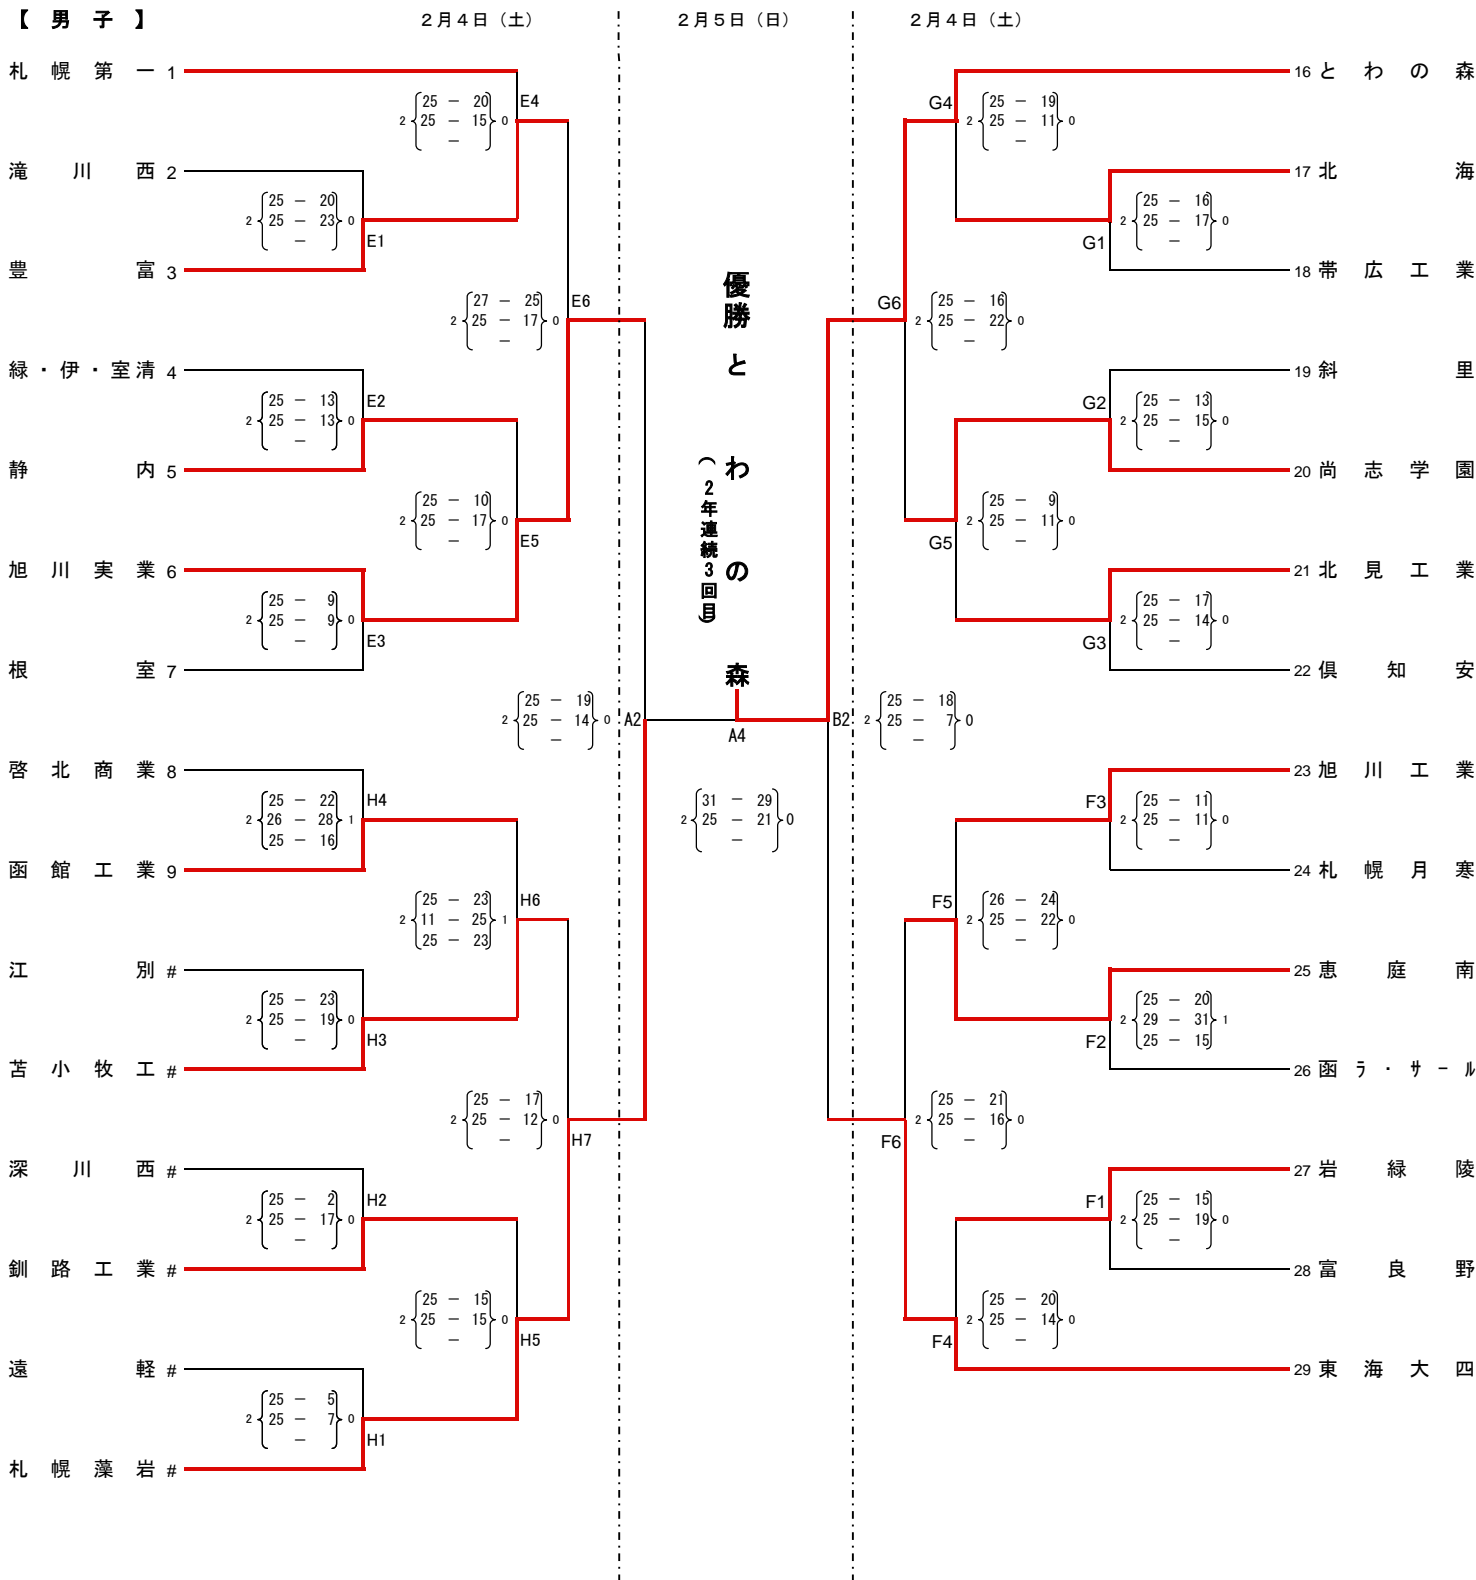 【 男 子 】
２月４日（土）
２月５日（日）
２月４日（土）
札幌第一 1
滝川西 2
豊富 3
緑・伊・室清 4
静内 5
旭川実業 6
根室 7
啓北商業 8
函館工業 9
江別 #
苫小牧工 #
深川西 #
釧路工業 #
遠軽 #
札幌藻岩 #
E4
2 25 － 20 0
25 － 15
－
E1
2 25 － 20 0
25 － 23
－
E6
2 27 － 25 0
25 － 17
－
E2
2 25 － 13 0
25 － 13
－
E5
2 25 － 10 0
25 － 17
－
E3
2 25 － 9 0
25 － 9
－
A2
2 25 － 19 0
25 － 14
－
H4
2 25 － 22 1
26 － 28
25 － 16
H6
2 25 － 23 1
11 － 25
25 － 23
H3
2 25 － 23 0
25 － 19
－
H7
2 25 － 17 0
25 － 12
－
H2
2 25 － 2 0
25 － 17
－
H5
2 25 － 15 0
25 － 15
－
H1
2 25 － 5 0
25 － 7
－
優勝 とわの森
（２年連続３回目）
A4
2 31 － 29 0
25 － 21
－
16 とわの森
17 北海
18 帯広工業
19 斜里
20 尚志学園
21 北見工業
22 倶知安
23 旭川工業
24 札幌月寒
25 恵庭南
26 函ラ・サール
27 岩緑陵
28 富良野
29 東海大四
G4
2 25 － 19 0
25 － 11
－
G1
2 25 － 16 0
25 － 17
－
G6
2 25 － 16 0
25 － 22
－
G2
2 25 － 13 0
25 － 15
－
G5
2 25 － 9 0
25 － 11
－
G3
2 25 － 17 0
25 － 14
－
B2
2 25 － 18 0
25 － 7
－
F3
2 25 － 11 0
25 － 11
－
F5
2 26 － 24 0
25 － 22
－
F2
2 25 － 20 1
29 － 31
25 － 15
F6
2 25 － 21 0
25 － 16
－
F1
2 25 － 15 0
25 － 19
－
F4
2 25 － 20 0
25 － 14
－